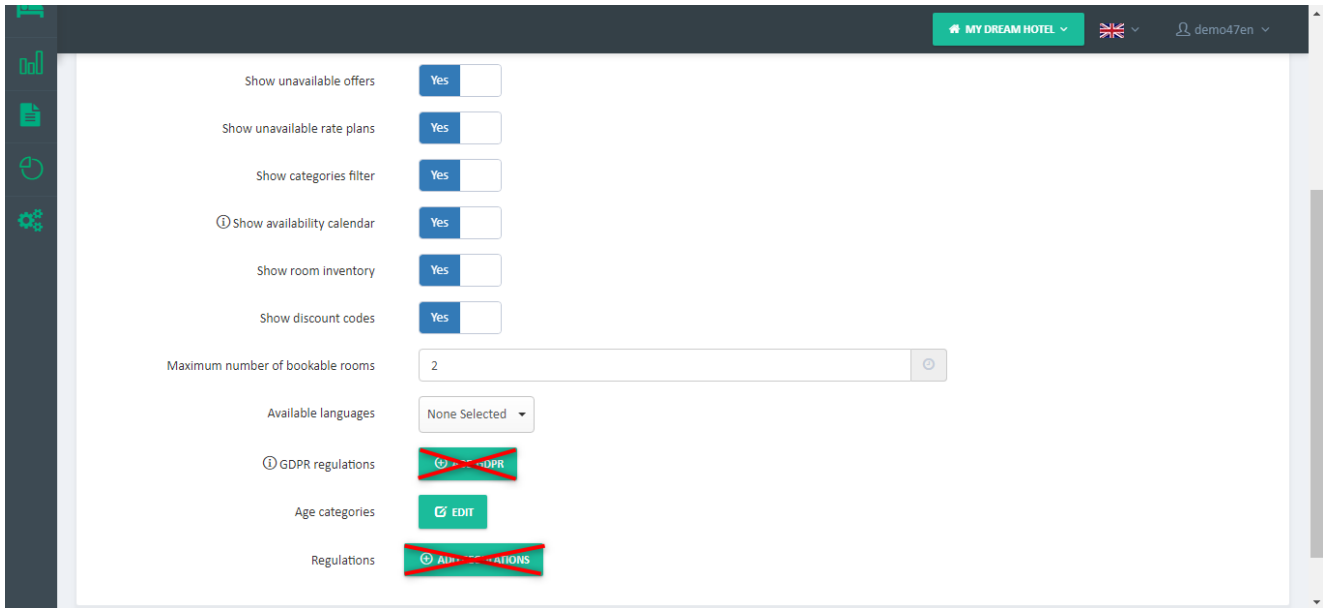 MY DREAM HOTEL
demo47en
Show unavailable offers Yes
Show unavailable rate plans Yes
Show categories filter Yes
Show availability calendar Yes
Show room inventory Yes
Show discount codes Yes
Maximum number of bookable rooms 2
Available languages None Selected
GDPR regulations GDPR
Age categories EDIT
Regulations